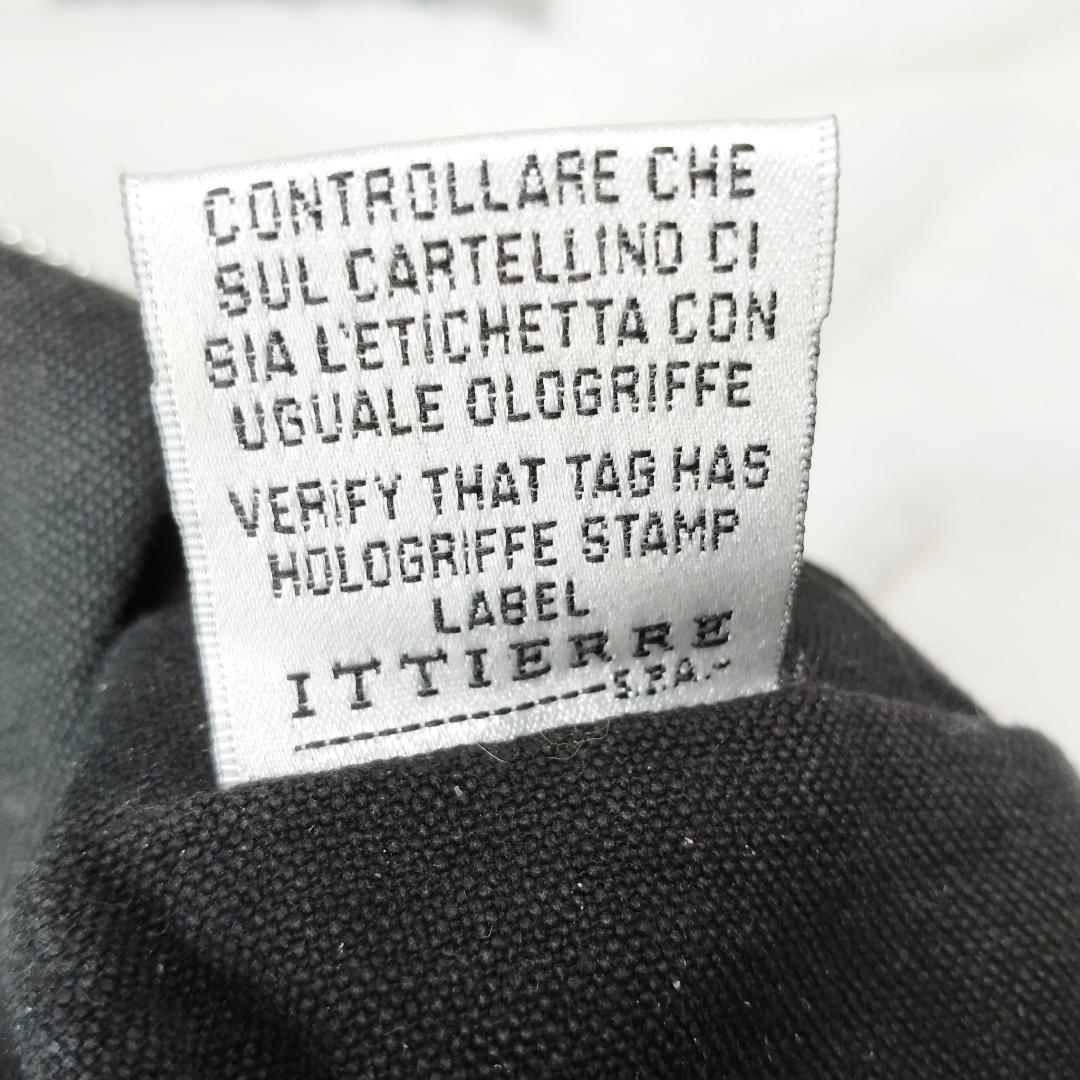 CONTROLLARE CHE
SUL CARTELLINO CI
SIA L'ETICHETTA CON
UGUALE OLOGRIFFE
VERIFY THAT TAG HAS
HOLOGRIFFE STAMP
LABEL
ITTIERRE
S.P.A.